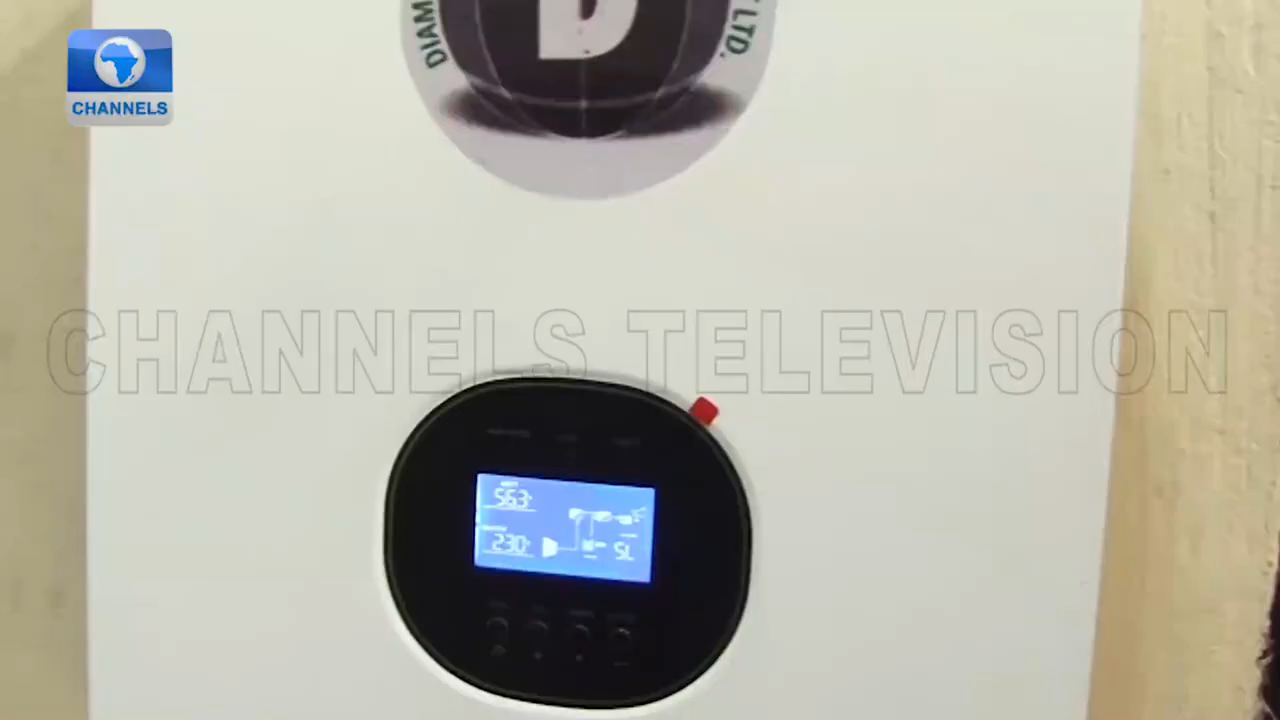 CHANNELS
DIAM
D
LTD.
CHANNELS TELEVISION
563
230
SL